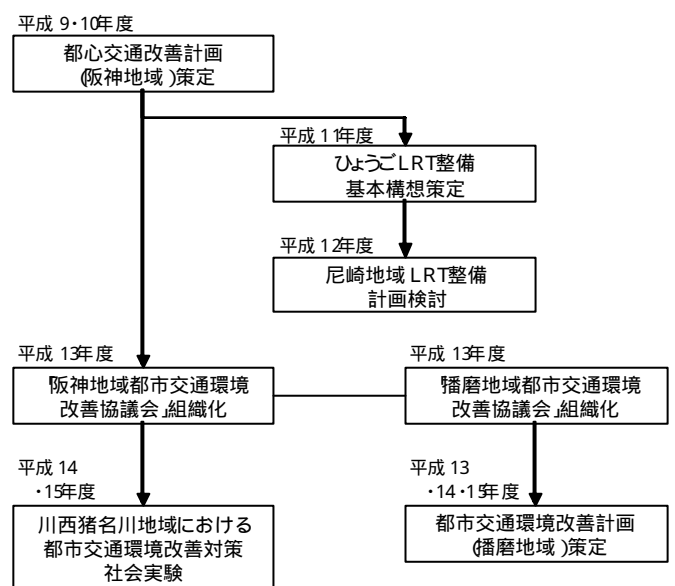 平成 9・10年度
都心交通改善計画
(阪神地域)策定
平成 11年度
ひょうごLRT整備
基本構想策定
平成 12年度
尼崎地域 LRT整備
計画検討
平成 13年度
「阪神地域都市交通環境
改善協議会」組織化
平成 13年度
「播磨地域都市交通環境
改善協議会」組織化
平成 14
・15年度
川西猪名川地域における
都市交通環境改善対策
社会実験
平成 13
・14・15年度
都市交通環境改善計画
(播磨地域)策定